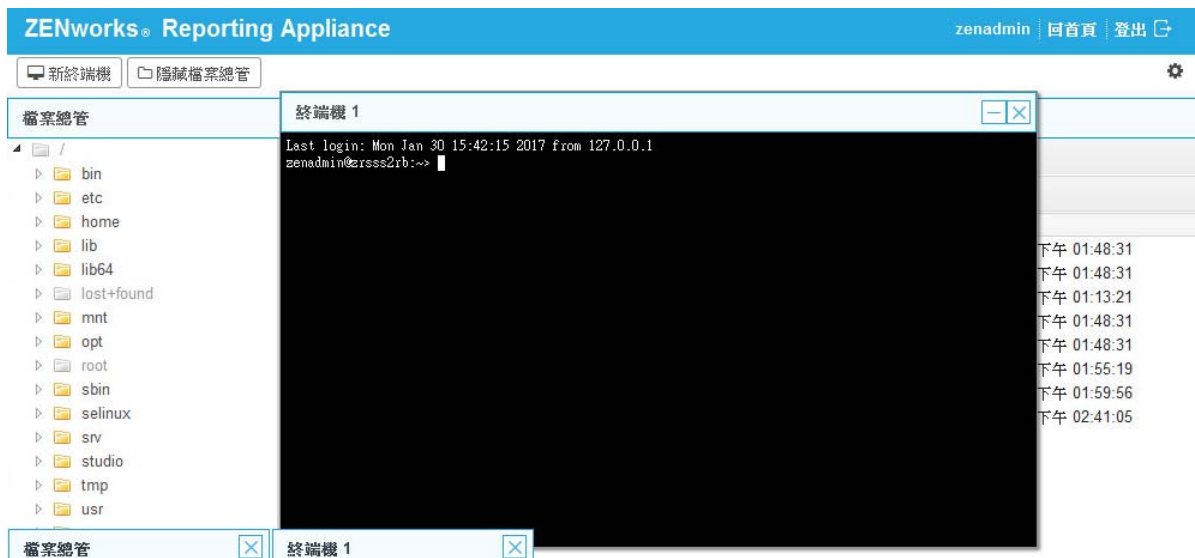 ZENworks® Reporting Appliance
zenadmin 回首頁 登出
新終端機 隱藏檔案總管
檔案總管
終端機 1
Last login: Mon Jan 30 15:42:15 2017 from 127.0.0.1
zenadmin@zrsss2rb:~>
/
bin
etc
home
lib
lib64
lost+found
mnt
opt
root
sbin
selinux
srv
studio
tmp
usr
下午 01:48:31
下午 01:48:31
下午 01:13:21
下午 01:48:31
下午 01:48:31
下午 01:55:19
下午 01:59:56
下午 02:41:05
檔案總管
終端機 1